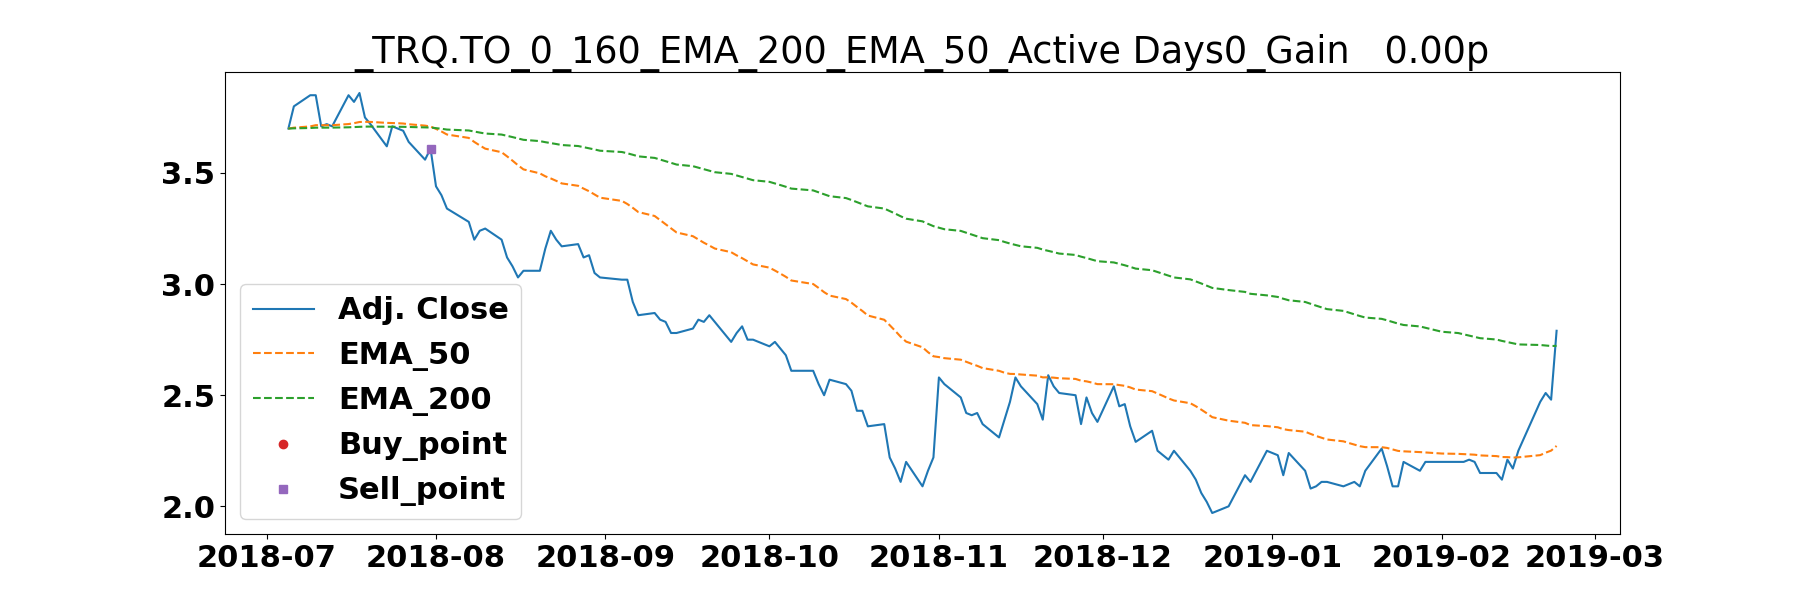 _TRQ.TO_0_160_EMA_200_EMA_50_Active Days0_Gain   0.00p
3.5
3.0
2.5
2.0
Adj. Close
EMA_50
EMA_200
Buy_point
Sell_point
2018-07 2018-08 2018-09 2018-10 2018-11 2018-12 2019-01 2019-02 2019-03